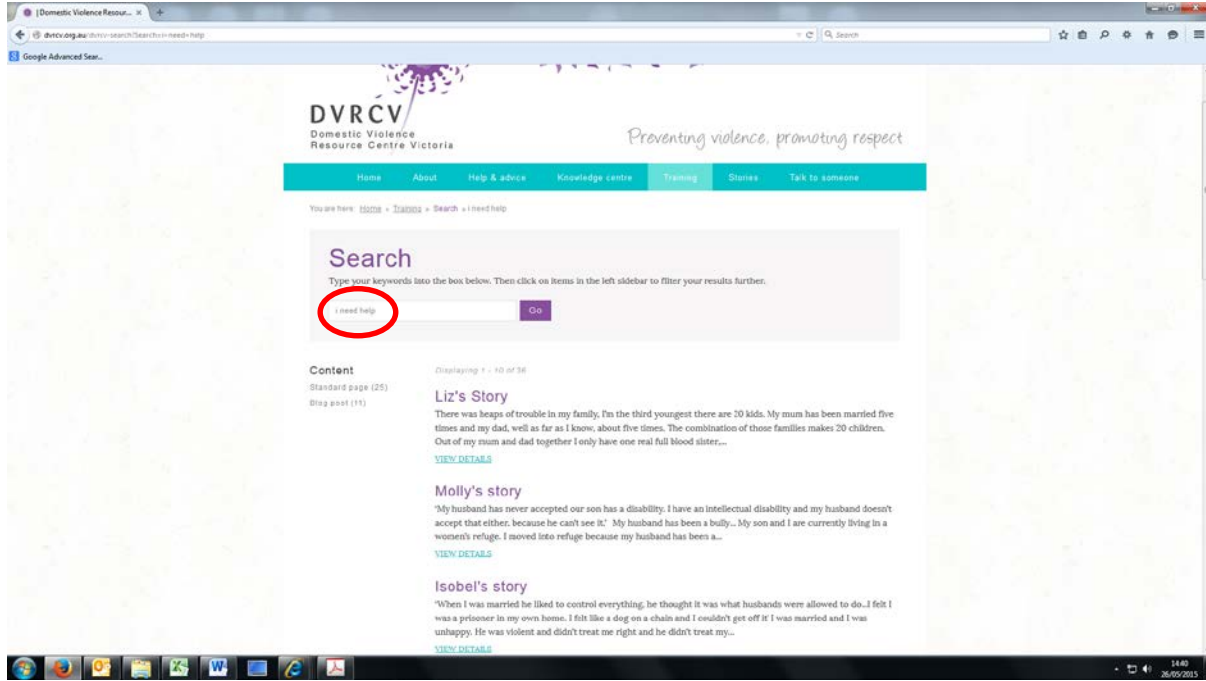 | Domestic Violence Resour... × +
dvrcv.org.au/dvrcv-search?Search=i+need+help
Search
Google Advanced Sear...
DVRCV
Domestic Violence
Resource Centre Victoria
Preventing violence, promoting respect
Home About Help & advice Knowledge centre Training Stories Talk to someone
You are here: Home » Training » Search » i need help
Search
Type your keywords into the box below. Then click on items in the left sidebar to filter your results further.
i need help Go
Content
Standard page (25)
Blog post (11)
Displaying 1 - 10 of 36
Liz's Story
There was heaps of trouble in my family, I'm the third youngest there are 20 kids. My mum has been married five
times and my dad, well as far as I know, about five times. The combination of those families makes 20 children.
Out of my mum and dad together I only have one real full blood sister,...
VIEW DETAILS
Molly's story
'My husband has never accepted our son has a disability. I have an intellectual disability and my husband doesn't
accept that either, because he can't see it.' My husband has been a bully... My son and I are currently living in a
women's refuge. I moved into refuge because my husband has been a...
VIEW DETAILS
Isobel's story
'When I was married he liked to control everything, he thought it was what husbands were allowed to do...I felt I
was a prisoner in my own home. I felt like a dog on a chain and I couldn't get off it' I was married and I was
unhappy. He was violent and didn't treat me right and he didn't treat my...
VIEW DETAILS
14:40
26/05/2015